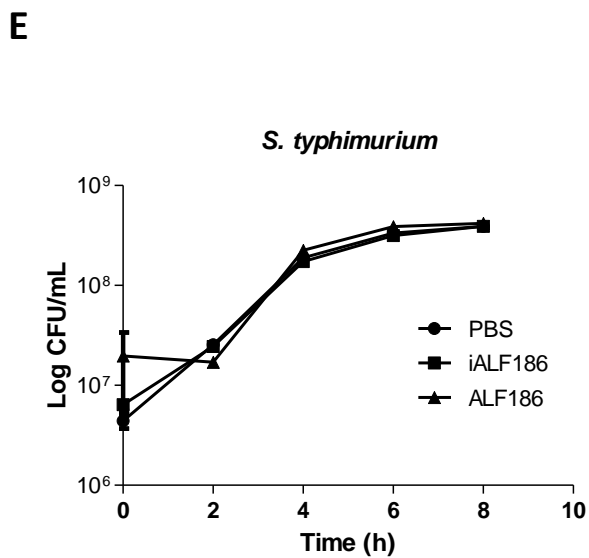 E
S. typhimurium
Log CFU/mL
10⁹
10⁸
10⁷
10⁶
PBS
iALF186
ALF186
0 2 4 6 8 10
Time (h)